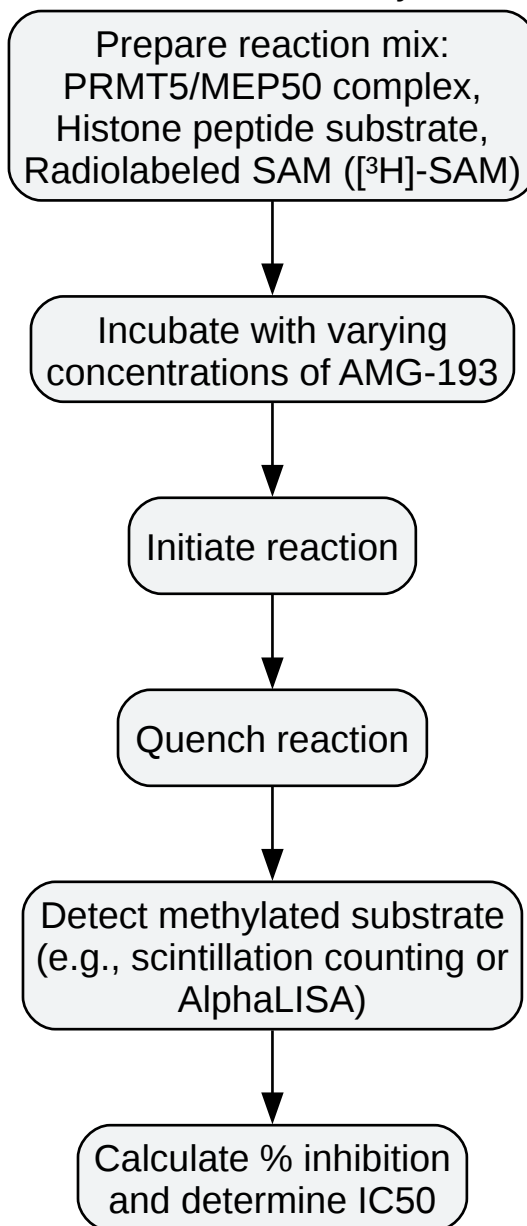 Prepare reaction mix:
PRMT5/MEP50 complex,
Histone peptide substrate,
Radiolabeled SAM ([³H]-SAM)
Incubate with varying
concentrations of AMG-193
Initiate reaction
Quench reaction
Detect methylated substrate
(e.g., scintillation counting or
AlphaLISA)
Calculate % inhibition
and determine IC50